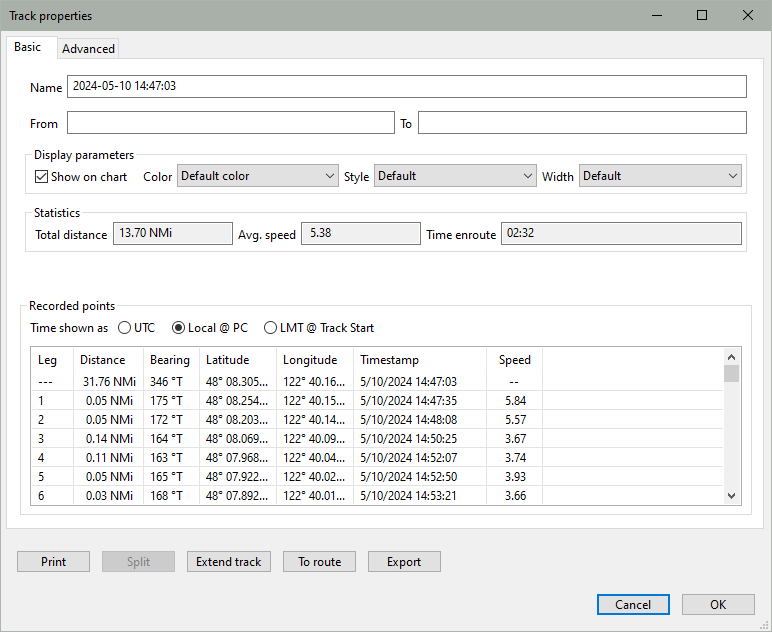 Track properties
Basic Advanced
Name 2024-05-10 14:47:03
From To
Display parameters
Show on chart Color Default color Style Default Width Default
Statistics
Total distance 13.70 NMi Avg. speed 5.38 Time enroute 02:32
Recorded points
Time shown as UTC Local @ PC LMT @ Track Start
Leg Distance Bearing Latitude Longitude Timestamp Speed
--- 31.76 NMi 346 °T 48° 08.305... 122° 40.16... 5/10/2024 14:47:03 --
1 0.05 NMi 175 °T 48° 08.254... 122° 40.15... 5/10/2024 14:47:35 5.84
2 0.05 NMi 172 °T 48° 08.203... 122° 40.14... 5/10/2024 14:48:08 5.57
3 0.14 NMi 164 °T 48° 08.069... 122° 40.09... 5/10/2024 14:50:25 3.67
4 0.11 NMi 163 °T 48° 07.968... 122° 40.04... 5/10/2024 14:52:07 3.74
5 0.05 NMi 165 °T 48° 07.922... 122° 40.02... 5/10/2024 14:52:50 3.93
6 0.03 NMi 168 °T 48° 07.892... 122° 40.01... 5/10/2024 14:53:21 3.66
Print Split Extend track To route Export
Cancel OK